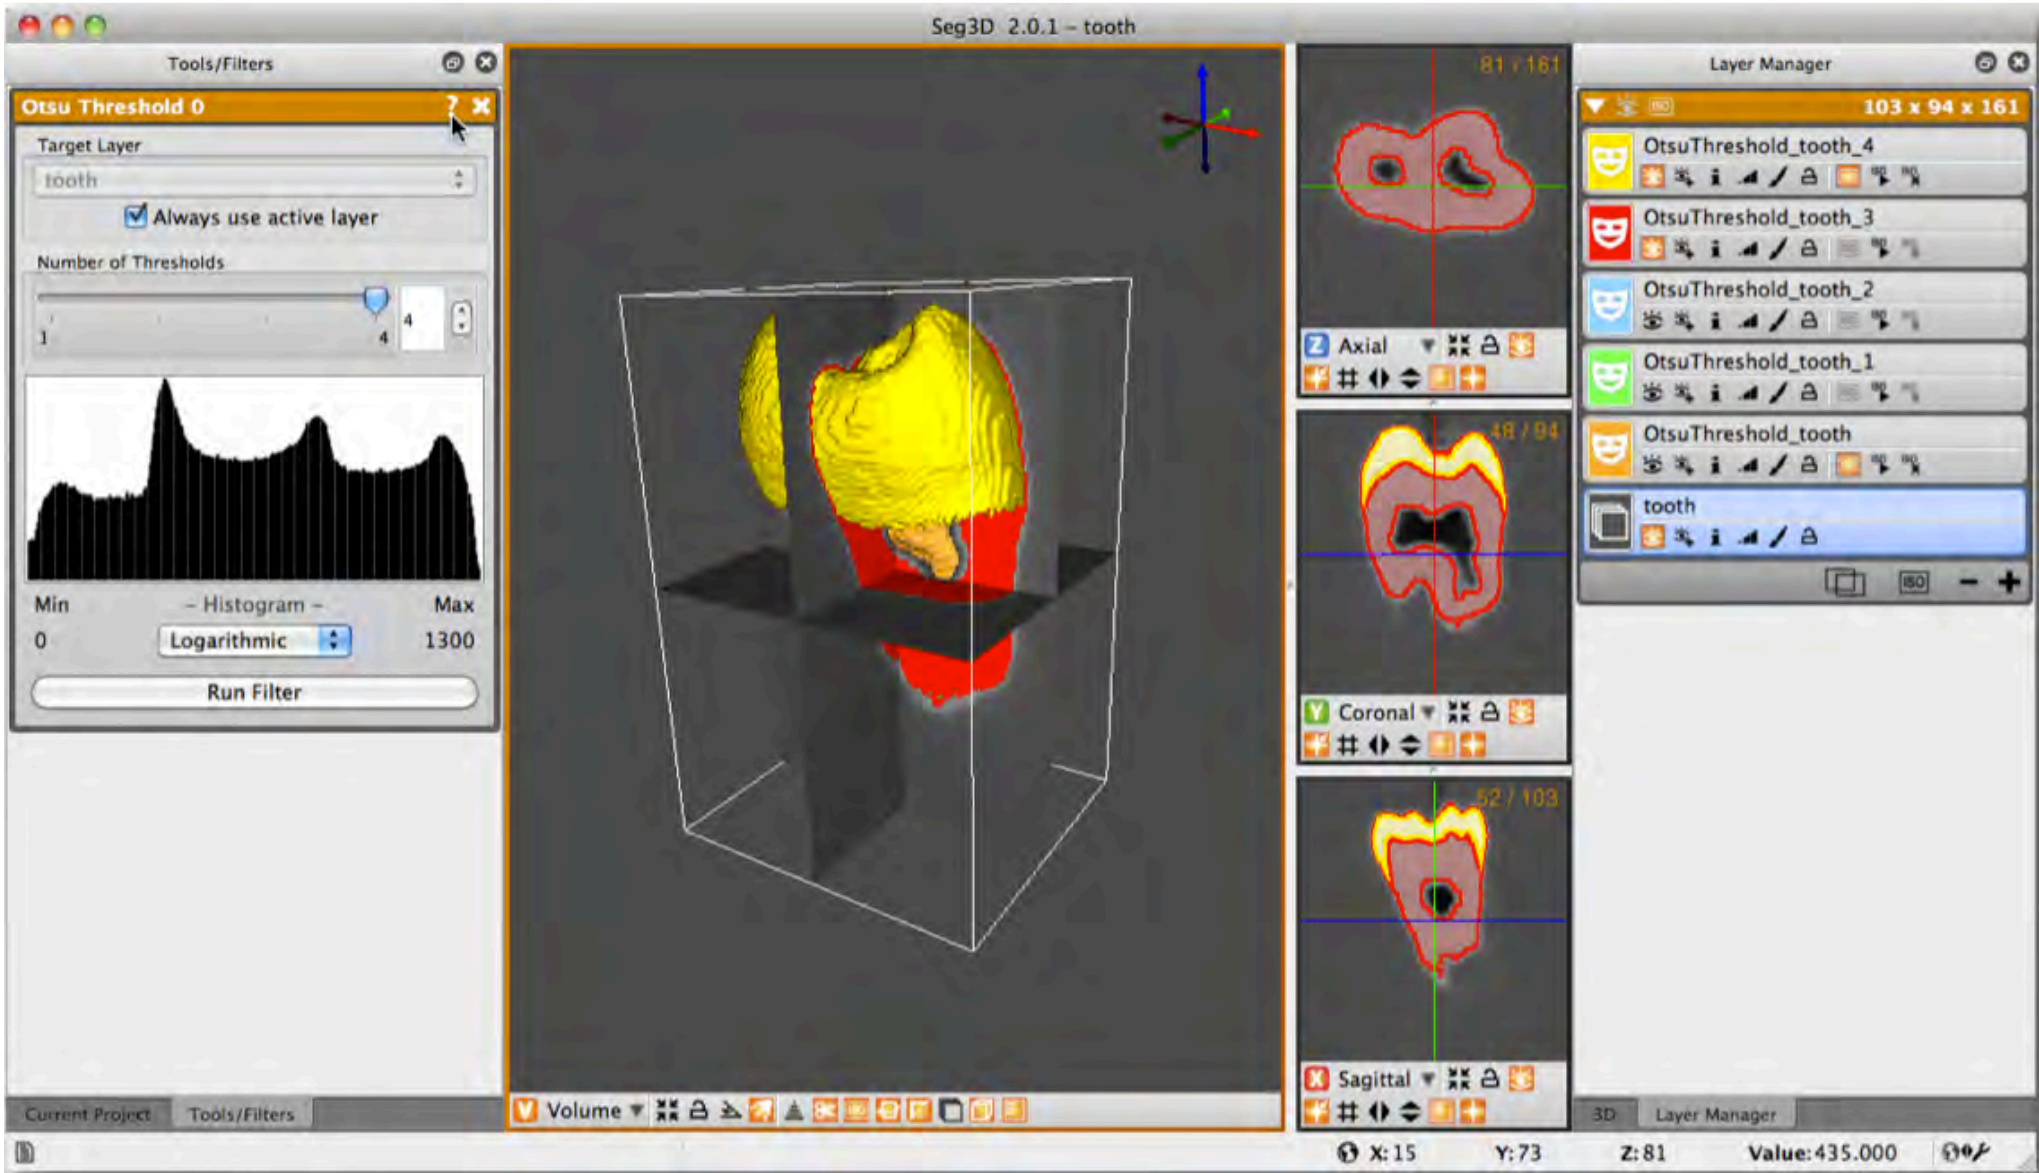 Seg3D 2.0.1 - tooth
Tools/Filters
Otsu Threshold 0 ?
Target Layer
tooth
Always use active layer
Number of Thresholds
4
1 4
Min - Histogram - Max
0 Logarithmic 1300
Run Filter
Current Project Tools/Filters
V Volume
81 / 161
Z Axial
48 / 94
Y Coronal
52 / 103
X Sagittal
Layer Manager
ISO 103 x 94 x 161
OtsuThreshold_tooth_4
OtsuThreshold_tooth_3
OtsuThreshold_tooth_2
OtsuThreshold_tooth_1
OtsuThreshold_tooth
tooth
ISO
3D Layer Manager
X: 15 Y: 73 Z: 81 Value: 435.000